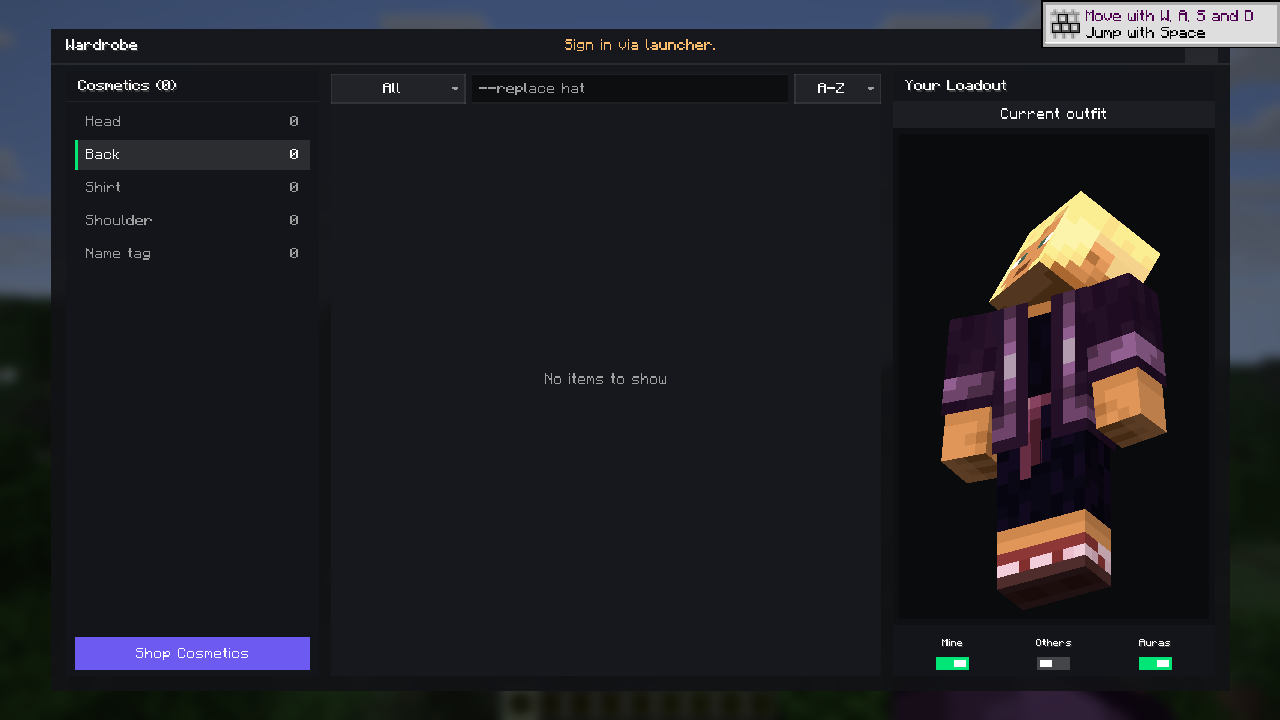 Move with W, A, S and D
Jump with Space
Wardrobe
Sign in via launcher.
Cosmetics (0)
Head 0
Back 0
Shirt 0
Shoulder 0
Name tag 0
Shop Cosmetics
All
--replace hat
A-Z
No items to show
Your Loadout
Current outfit
Mine
Others
Auras